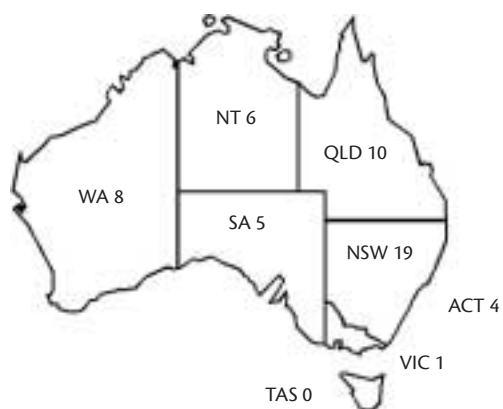 NT 6
QLD 10
WA 8
SA 5
NSW 19
ACT 4
VIC 1
TAS 0